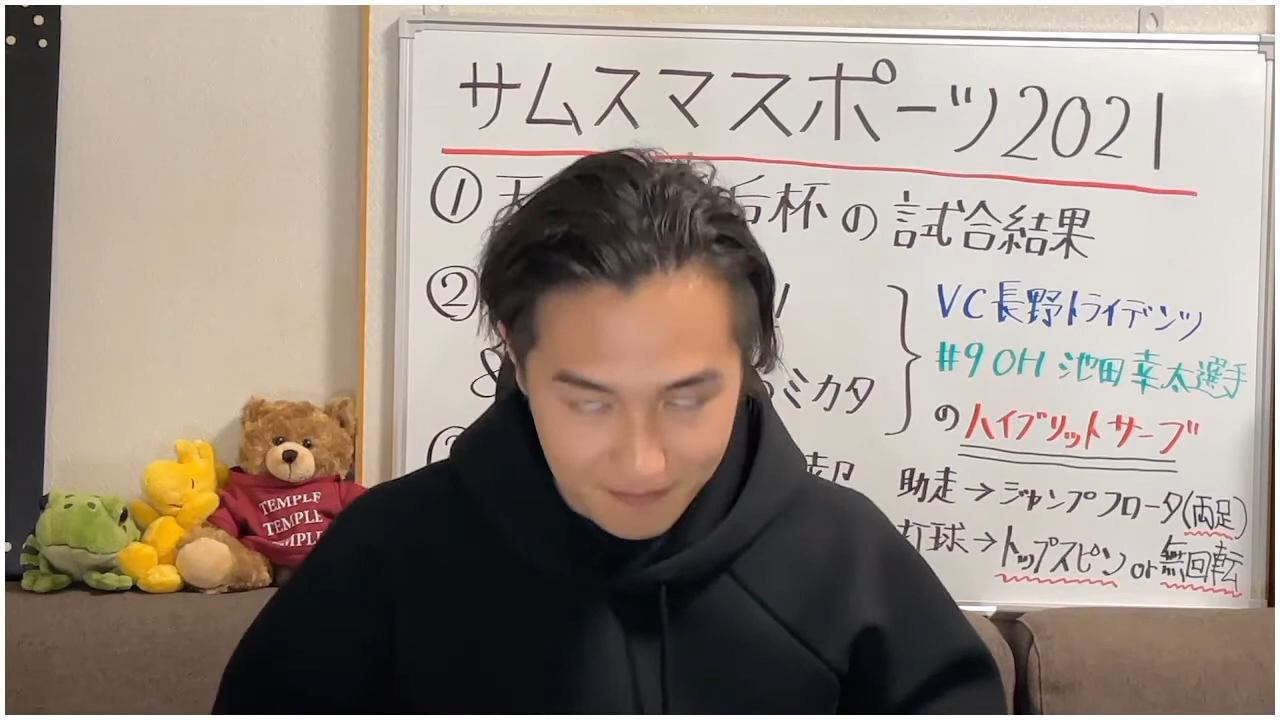 サムスマスポーツ2021
① 天 后杯の試合結果
②
& ミカタ
VC長野トライデンツ
#9 OH 池田幸太選手
のハイブリットサーブ
助走→ジャンプフロータ(両足)
打球→トップスピン or 無回転
TEMPLE
TEMPLE